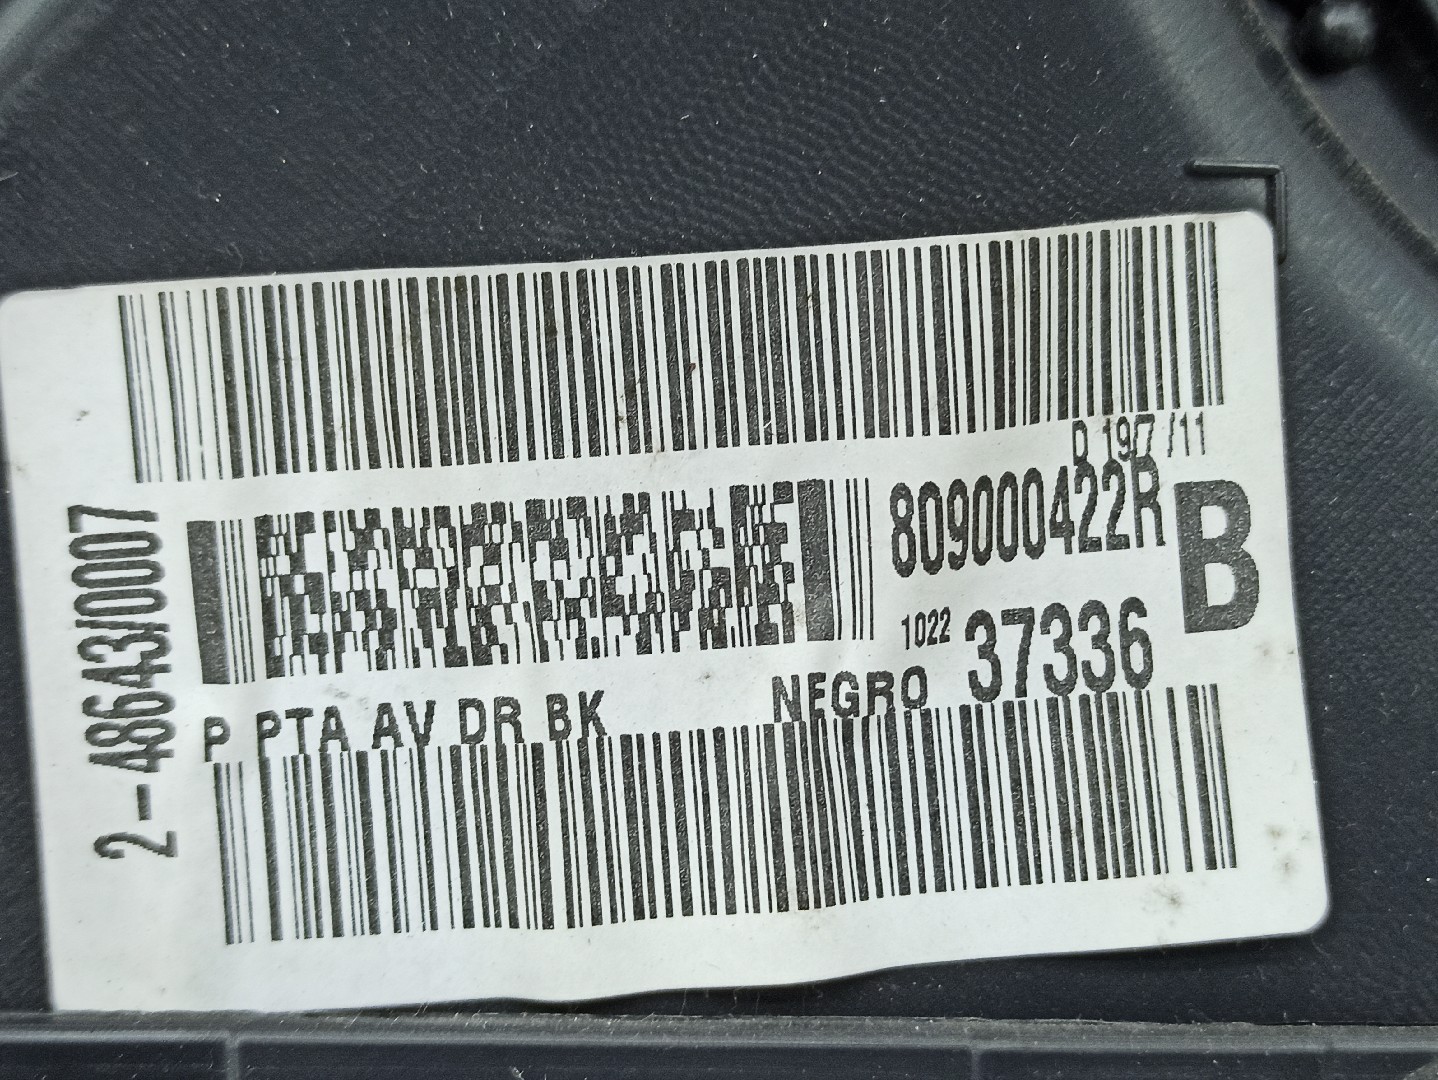 D 19/7 /11
809000422R
B
1022 37336
P PTA AV DR BK NEGRO
2-48643/0007